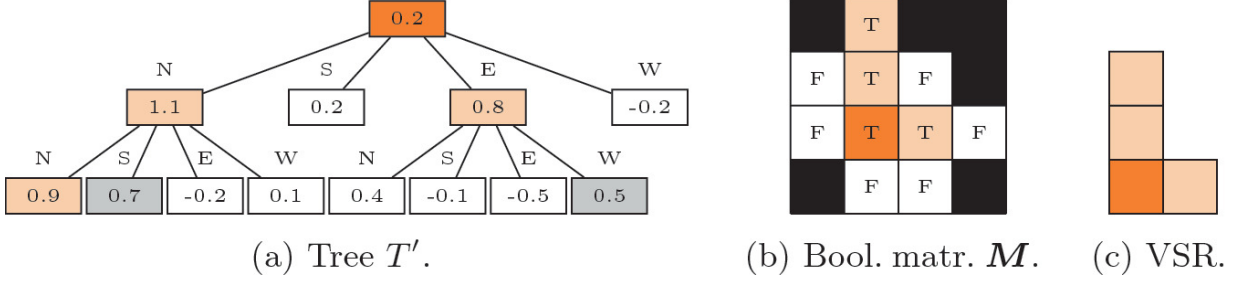 0.2
N S E W
1.1 0.2 0.8 -0.2
N S E W N S E W
0.9 0.7 -0.2 0.1 0.4 -0.1 -0.5 0.5
(a) Tree T′.
T
F T F
F T T F
F F
(b) Bool. matr. M.
(c) VSR.